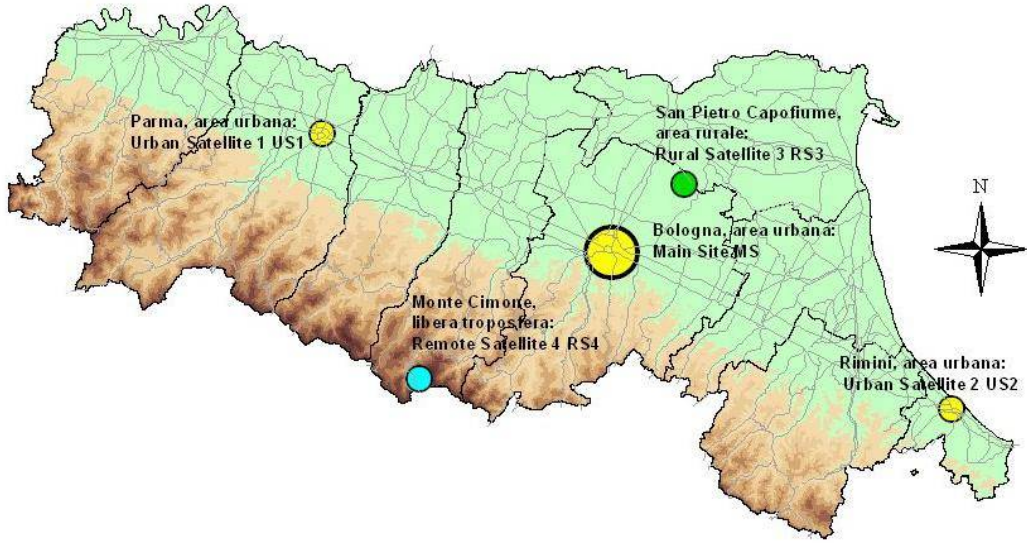 Parma, area urbana:
Urban Satellite 1 US1
San Pietro Capofiume,
area rurale:
Rural Satellite 3 RS3
N
Bologna, area urbana:
Main Site MS
Monte Cimone,
libera troposfera:
Remote Satellite 4 RS4
Rimini, area urbana:
Urban Satellite 2 US2